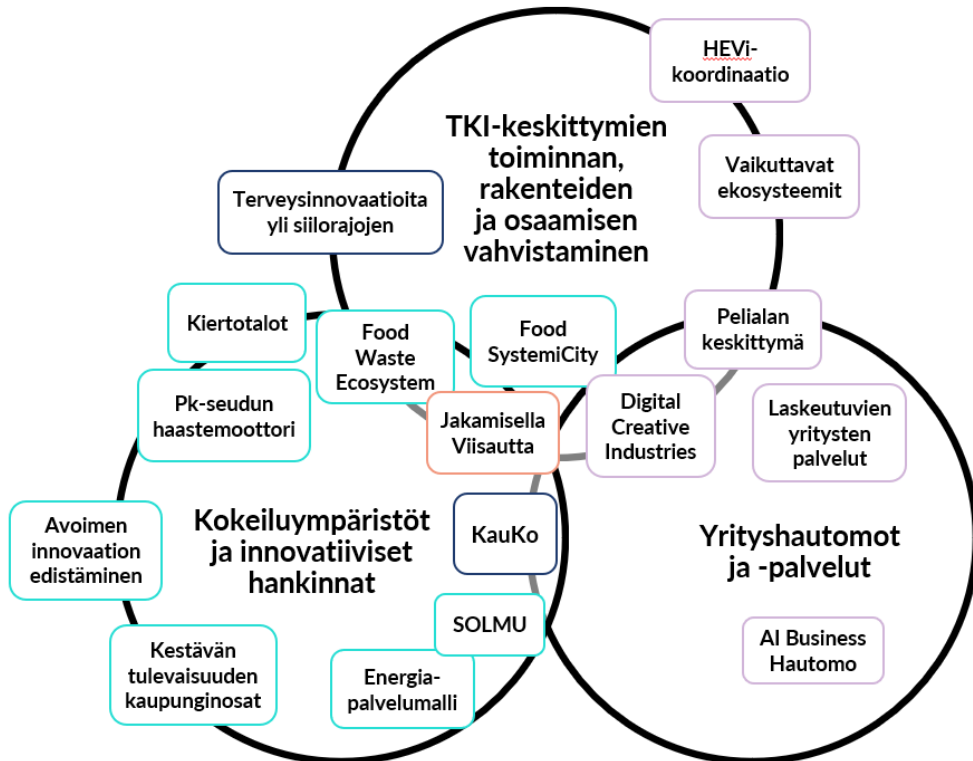 HEVi-
koordinaatio
TKI-keskittymien
toiminnan,
rakenteiden
ja osaamisen
vahvistaminen
Vaikuttavat
ekosysteemit
Terveysinnovaatioita
yli siilorajojen
Kiertotalot
Food
Waste
Ecosystem
Food
SystemiCity
Pelialan
keskittymä
Pk-seudun
haastemoottori
Jakamisella
Viisautta
Digital
Creative
Industries
Laskeutuvien
yritysten
palvelut
Avoimen
innovaation
edistäminen
Kokeiluympäristöt
ja innovatiiviset
hankinnat
KauKo
Yrityshautomot
ja -palvelut
SOLMU
Kestävän
tulevaisuuden
kaupunginosat
Energia-
palvelumalli
AI Business
Hautomo